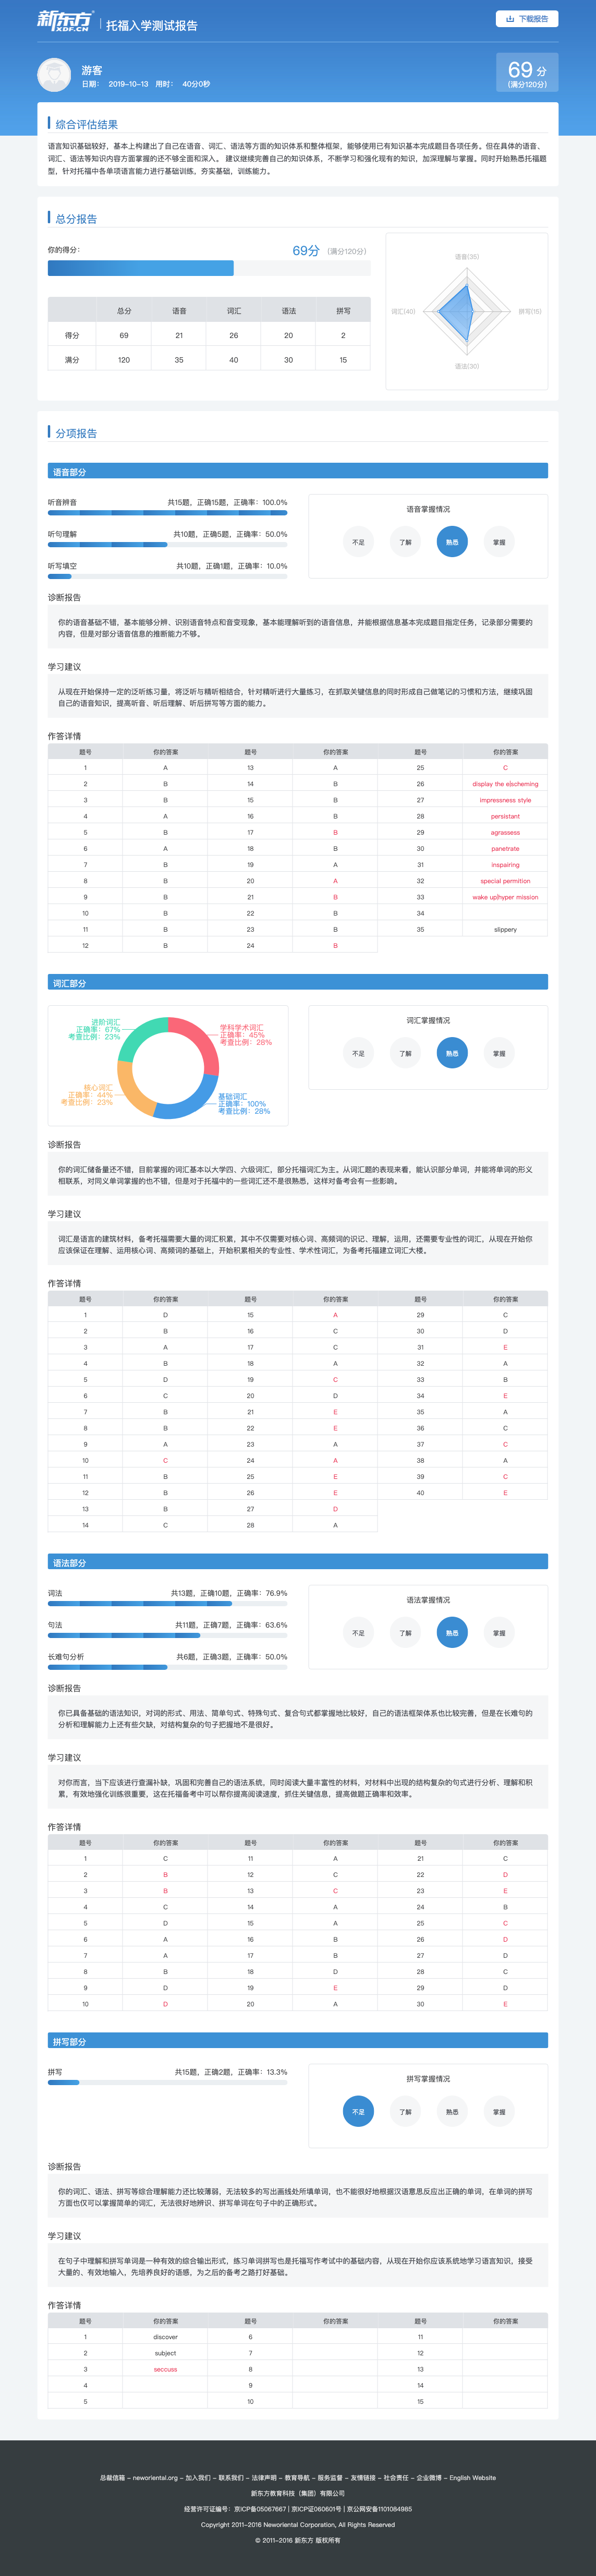 新东方 XDF.CN 托福入学测试报告 下载报告
游客
日期： 2019-10-13 用时： 40分0秒
69 分
(满分120分)
综合评估结果
语言知识基础较好，基本上构建出了自己在语音、词汇、语法等方面的知识体系和整体框架，能够使用已有知识基本完成题目各项任务。但在具体的语音、
词汇、语法等知识内容方面掌握的还不够全面和深入。 建议继续完善自己的知识体系，不断学习和强化现有的知识，加深理解与掌握。同时开始熟悉托福题
型，针对托福中各单项语言能力进行基础训练，夯实基础，训练能力。
总分报告
你的得分： 69分 （满分120分）
总分 语音 词汇 语法 拼写
得分 69 21 26 20 2
满分 120 35 40 30 15
语音(35)
词汇(40) 拼写(15)
语法(30)
分项报告
语音部分
听音辨音 共15题，正确15题，正确率：100.0%
听句理解 共10题，正确5题，正确率：50.0%
听写填空 共10题，正确1题，正确率：10.0%
语音掌握情况
不足 了解 熟悉 掌握
诊断报告
你的语音基础不错，基本能够分辨、识别语音特点和音变现象，基本能理解听到的语音信息，并能根据信息基本完成题目指定任务，记录部分需要的
内容，但是对部分语音信息的推断能力不够。
学习建议
从现在开始保持一定的泛听练习量，将泛听与精听相结合，针对精听进行大量练习，在抓取关键信息的同时形成自己做笔记的习惯和方法，继续巩固
自己的语音知识，提高听音、听后理解、听后拼写等方面的能力。
作答详情
题号 你的答案 题号 你的答案 题号 你的答案
1 A 13 A 25 C
2 B 14 B 26 display the e|scheming
3 B 15 B 27 impressness style
4 A 16 B 28 persistant
5 B 17 B 29 agrassess
6 A 18 B 30 panetrate
7 B 19 A 31 inspairing
8 B 20 A 32 special permition
9 B 21 B 33 wake up|hyper mission
10 B 22 B 34
11 B 23 B 35 slippery
12 B 24 B
词汇部分
进阶词汇
正确率： 67%
考查比例： 23%
学科学术词汇
正确率： 45%
考查比例： 28%
核心词汇
正确率： 44%
考查比例： 23%
基础词汇
正确率： 100%
考查比例： 28%
词汇掌握情况
不足 了解 熟悉 掌握
诊断报告
你的词汇储备量还不错，目前掌握的词汇基本以大学四、六级词汇，部分托福词汇为主。从词汇题的表现来看，能认识部分单词，并能将单词的形义
相联系，对同义单词掌握的也不错，但是对于托福中的一些词汇还不是很熟悉，这样对备考会有一些影响。
学习建议
词汇是语言的建筑材料，备考托福需要大量的词汇积累，其中不仅需要对核心词、高频词的识记、理解，运用，还需要专业性的词汇，从现在开始你
应该保证在理解、运用核心词、高频词的基础上，开始积累相关的专业性、学术性词汇，为备考托福建立词汇大楼。
作答详情
题号 你的答案 题号 你的答案 题号 你的答案
1 D 15 A 29 C
2 B 16 C 30 D
3 A 17 C 31 E
4 B 18 A 32 A
5 D 19 C 33 B
6 C 20 D 34 E
7 B 21 E 35 A
8 B 22 E 36 C
9 A 23 A 37 C
10 C 24 A 38 A
11 B 25 E 39 C
12 B 26 E 40 E
13 B 27 D
14 C 28 A
语法部分
词法 共13题，正确10题，正确率：76.9%
句法 共11题，正确7题，正确率：63.6%
长难句分析 共6题，正确3题，正确率：50.0%
语法掌握情况
不足 了解 熟悉 掌握
诊断报告
你已具备基础的语法知识，对词的形式、用法、简单句式、特殊句式、复合句式都掌握地比较好，自己的语法框架体系也比较完善，但是在长难句的
分析和理解能力上还有些欠缺，对结构复杂的句子把握地不是很好。
学习建议
对你而言，当下应该进行查漏补缺，巩固和完善自己的语法系统，同时阅读大量丰富性的材料，对材料中出现的结构复杂的句式进行分析、理解和积
累，有效地强化训练很重要，这在托福备考中可以帮你提高阅读速度，抓住关键信息，提高做题正确率和效率。
作答详情
题号 你的答案 题号 你的答案 题号 你的答案
1 C 11 A 21 C
2 B 12 C 22 D
3 B 13 C 23 E
4 C 14 A 24 B
5 D 15 A 25 C
6 A 16 B 26 D
7 A 17 B 27 D
8 B 18 D 28 C
9 D 19 E 29 D
10 D 20 A 30 E
拼写部分
拼写 共15题，正确2题，正确率：13.3%
拼写掌握情况
不足 了解 熟悉 掌握
诊断报告
你的词汇、语法、拼写等综合理解能力还比较薄弱，无法较多的写出画线处所填单词，也不能很好地根据汉语意思反应出正确的单词，在单词的拼写
方面也仅可以掌握简单的词汇，无法很好地辨识、拼写单词在句子中的正确形式。
学习建议
在句子中理解和拼写单词是一种有效的综合输出形式，练习单词拼写也是托福写作考试中的基础内容，从现在开始你应该系统地学习语言知识，接受
大量的、有效地输入，先培养良好的语感，为之后的备考之路打好基础。
作答详情
题号 你的答案 题号 你的答案 题号 你的答案
1 discover 6 11
2 subject 7 12
3 seccuss 8 13
4 9 14
5 10 15
总裁信箱 - neworiental.org - 加入我们 - 联系我们 - 法律声明 - 教育导航 - 服务监督 - 友情链接 - 社会责任 - 企业微博 - English Website
新东方教育科技（集团）有限公司
经营许可证编号：京ICP备05067667 | 京ICP证060601号 | 京公网安备1101084985
Copyright 2011-2016 Neworiental Corporation, All Rights Reserved
© 2011-2016 新东方 版权所有